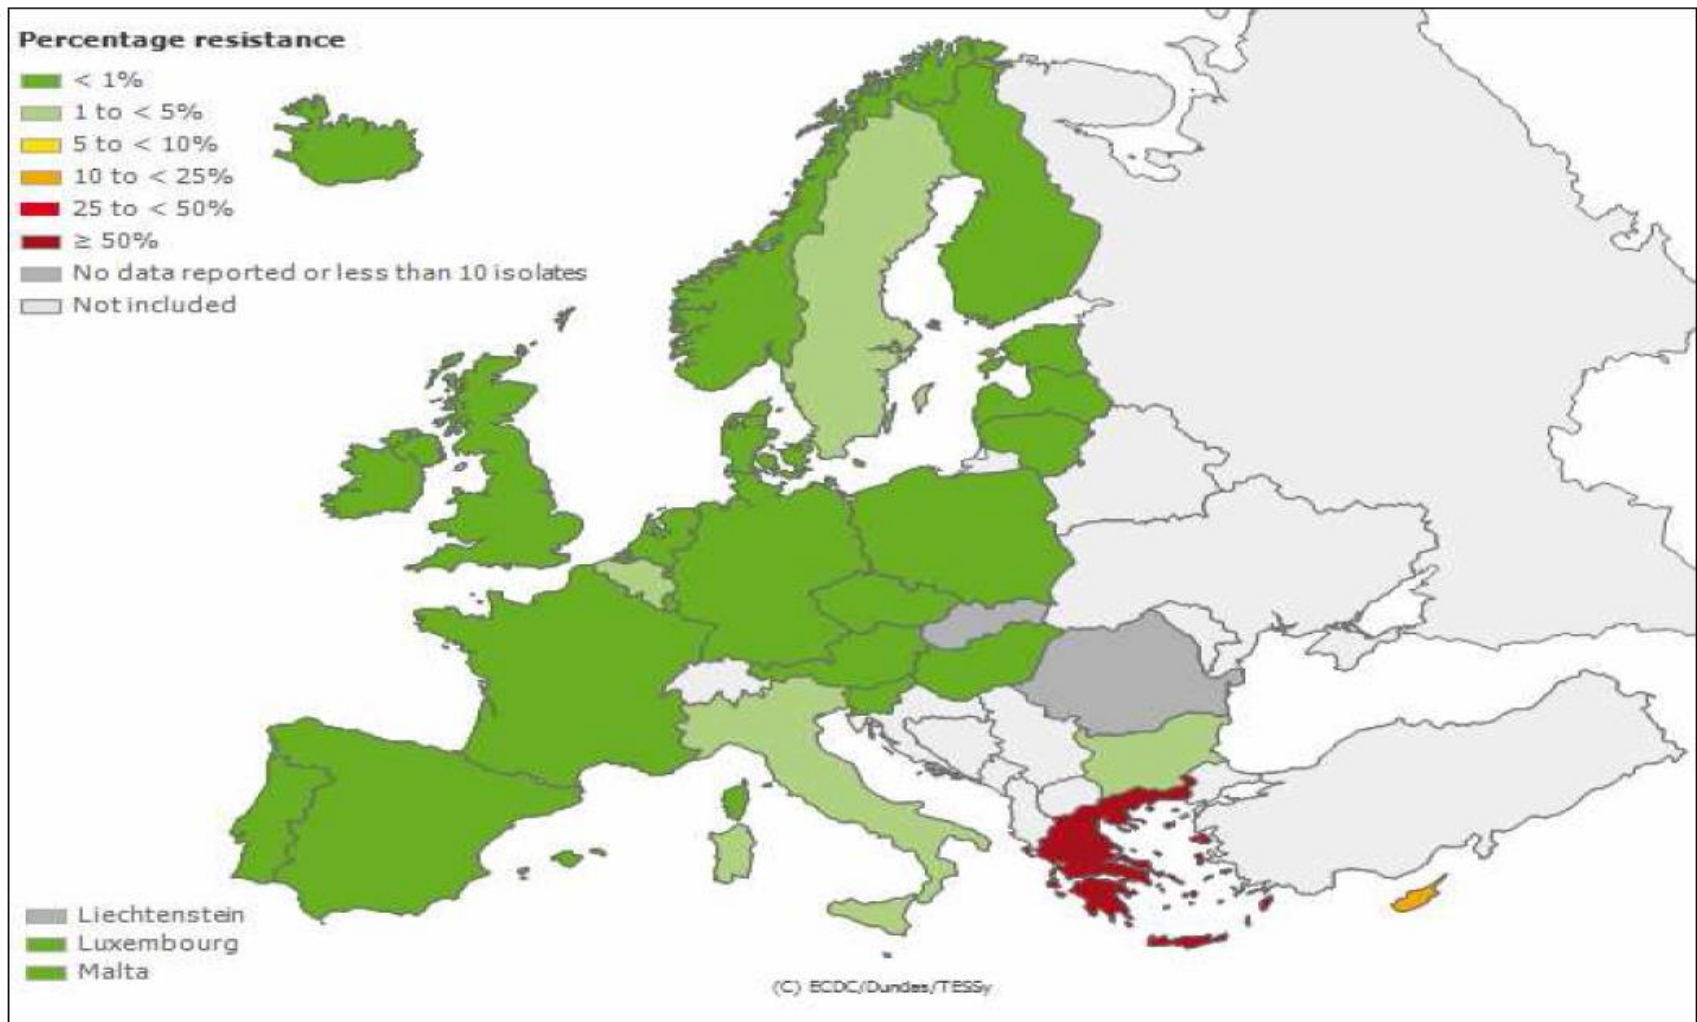 Percentage resistance
< 1%
1 to < 5%
5 to < 10%
10 to < 25%
25 to < 50%
≥ 50%
No data reported or less than 10 isolates
Not included
Liechtenstein
Luxembourg
Malta
(C) ECDC/Dundas/TESSy